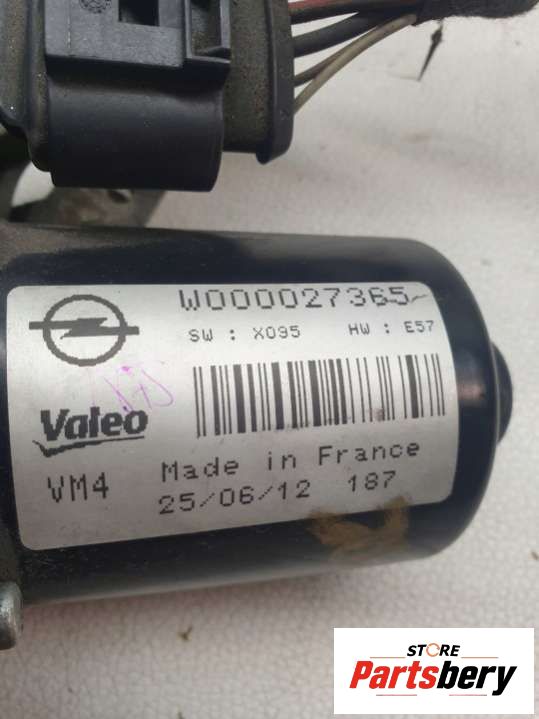 W000027365
SW : X095 HW : E57
Valeo
Made in France
VM4
25/06/12 187
STORE
Partsbery